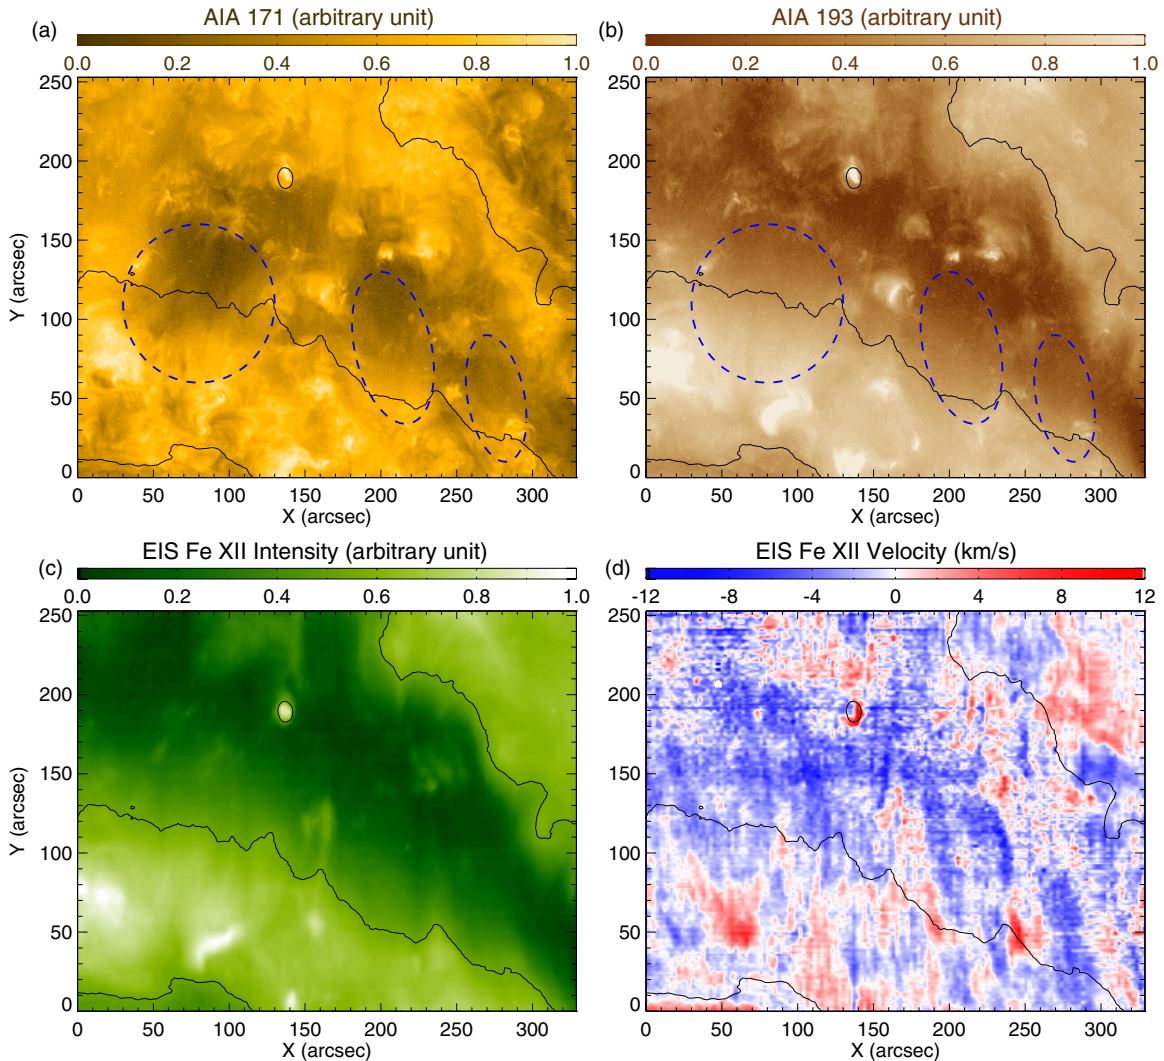 AIA 171 (arbitrary unit)
(a)
0.0 0.2 0.4 0.6 0.8 1.0
250
200
150
100
50
0
Y (arcsec)
0 50 100 150 200 250 300
X (arcsec)
AIA 193 (arbitrary unit)
(b)
0.0 0.2 0.4 0.6 0.8 1.0
0 50 100 150 200 250 300
X (arcsec)
EIS Fe XII Intensity (arbitrary unit)
(c)
0.0 0.2 0.4 0.6 0.8 1.0
250
200
150
100
50
0
Y (arcsec)
0 50 100 150 200 250 300
X (arcsec)
EIS Fe XII Velocity (km/s)
(d)
-12 -8 -4 0 4 8 12
250
200
150
100
50
0
0 50 100 150 200 250 300
X (arcsec)